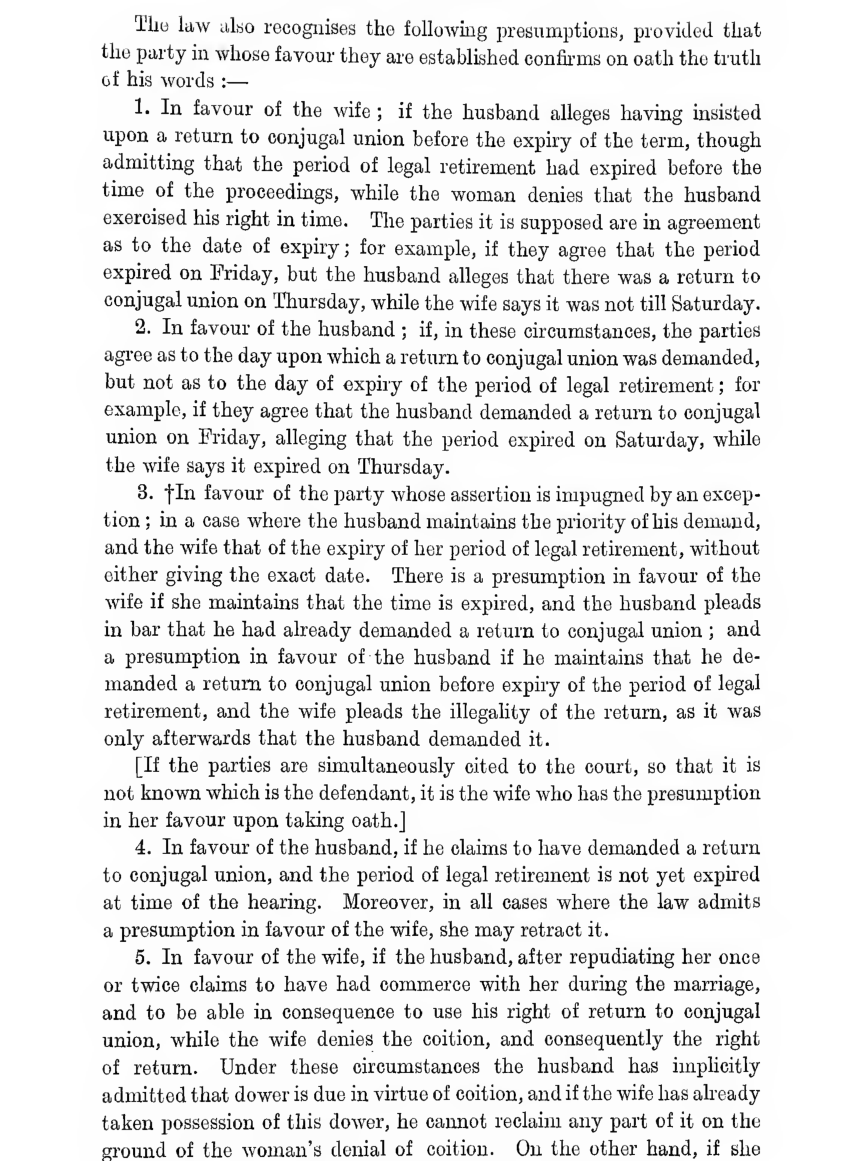 The law also recognises the following presumptions, provided that
the party in whose favour they are established confirms on oath the truth
of his words :—
1. In favour of the wife ; if the husband alleges having insisted
upon a return to conjugal union before the expiry of the term, though
admitting that the period of legal retirement had expired before the
time of the proceedings, while the woman denies that the husband
exercised his right in time. The parties it is supposed are in agreement
as to the date of expiry ; for example, if they agree that the period
expired on Friday, but the husband alleges that there was a return to
conjugal union on Thursday, while the wife says it was not till Saturday.
2. In favour of the husband ; if, in these circumstances, the parties
agree as to the day upon which a return to conjugal union was demanded,
but not as to the day of expiry of the period of legal retirement ; for
example, if they agree that the husband demanded a return to conjugal
union on Friday, alleging that the period expired on Saturday, while
the wife says it expired on Thursday.
3. †In favour of the party whose assertion is impugned by an excep-
tion ; in a case where the husband maintains the priority of his demand,
and the wife that of the expiry of her period of legal retirement, without
either giving the exact date. There is a presumption in favour of the
wife if she maintains that the time is expired, and the husband pleads
in bar that he had already demanded a return to conjugal union ; and
a presumption in favour of the husband if he maintains that he de-
manded a return to conjugal union before expiry of the period of legal
retirement, and the wife pleads the illegality of the return, as it was
only afterwards that the husband demanded it.
[If the parties are simultaneously cited to the court, so that it is
not known which is the defendant, it is the wife who has the presumption
in her favour upon taking oath.]
4. In favour of the husband, if he claims to have demanded a return
to conjugal union, and the period of legal retirement is not yet expired
at time of the hearing. Moreover, in all cases where the law admits
a presumption in favour of the wife, she may retract it.
5. In favour of the wife, if the husband, after repudiating her once
or twice claims to have had commerce with her during the marriage,
and to be able in consequence to use his right of return to conjugal
union, while the wife denies the coition, and consequently the right
of return. Under these circumstances the husband has implicitly
admitted that dower is due in virtue of coition, and if the wife has already
taken possession of this dower, he cannot reclaim any part of it on the
ground of the woman's denial of coition. On the other hand, if she